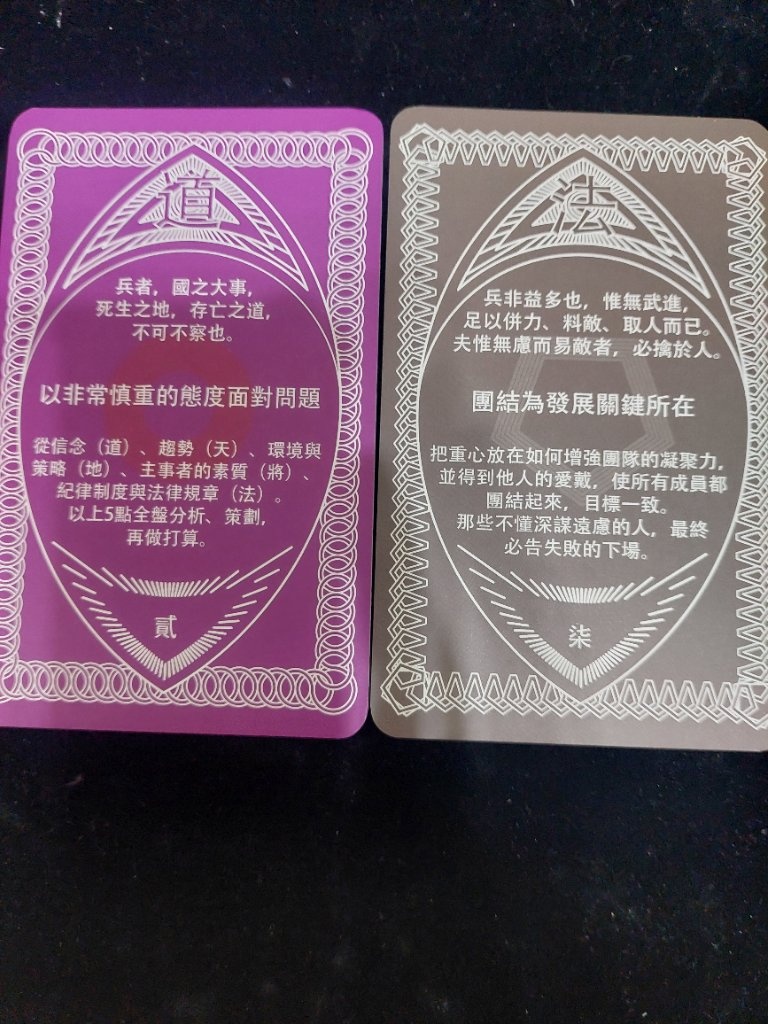 道
兵者，國之大事，
死生之地，存亡之道，
不可不察也。
以非常慎重的態度面對問題
從信念（道）、趨勢（天）、環境與
策略（地）、主事者的素質（將）、
紀律制度與法律規章（法）。
以上5點全盤分析、策劃，
再做打算。
貳
法
兵非益多也，惟無武進，
足以併力、料敵、取人而已。
夫惟無慮而易敵者，必擒於人。
團結為發展關鍵所在
把重心放在如何增強團隊的凝聚力，
並得到他人的愛戴，使所有成員都
團結起來，目標一致。
那些不懂深謀遠慮的人，最終
必告失敗的下場。
柒